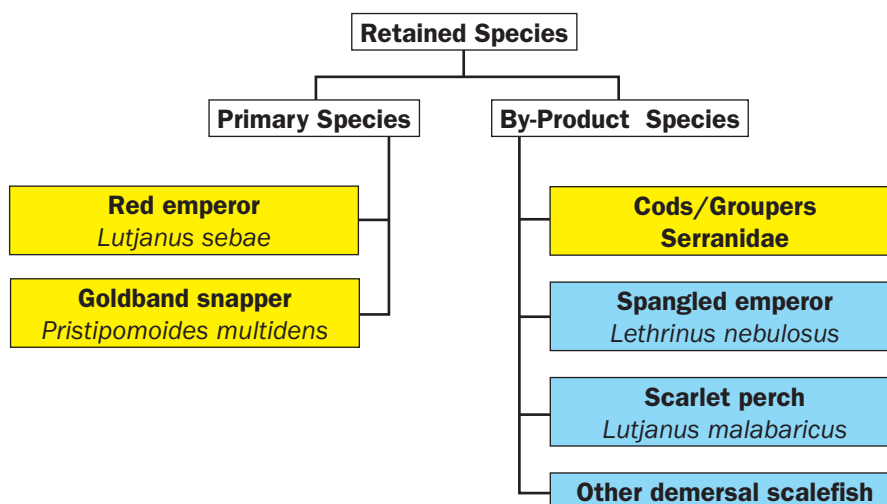 Retained Species
Primary Species
By-Product Species
Red emperor
Lutjanus sebae
Goldband snapper
Pristipomoides multidens
Cods/Groupers
Serranidae
Spangled emperor
Lethrinus nebulosus
Scarlet perch
Lutjanus malabaricus
Other demersal scalefish